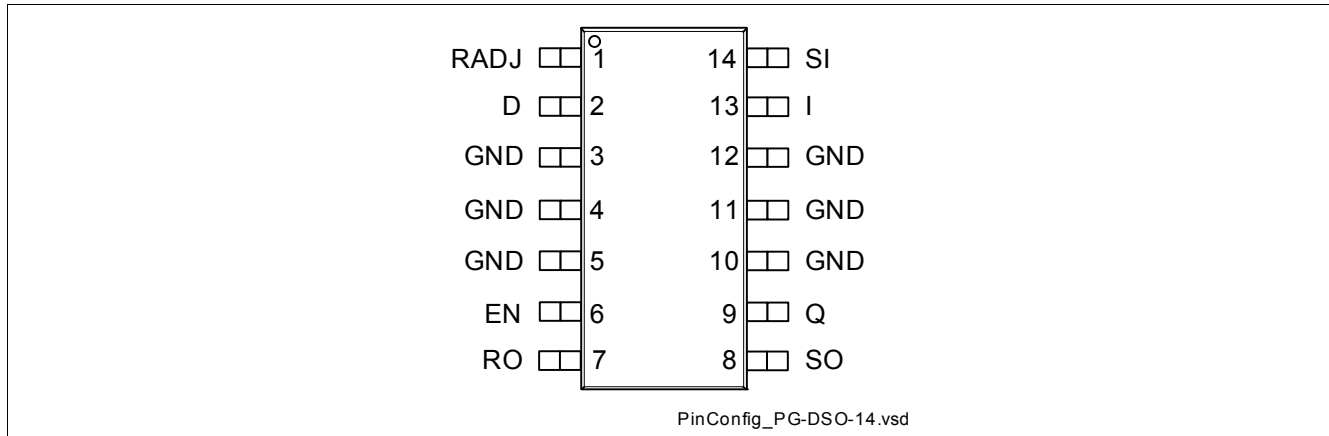 RADJ 1 14 SI
D 2 13 I
GND 3 12 GND
GND 4 11 GND
GND 5 10 GND
EN 6 9 Q
RO 7 8 SO
PinConfig_PG-DSO-14.vsd